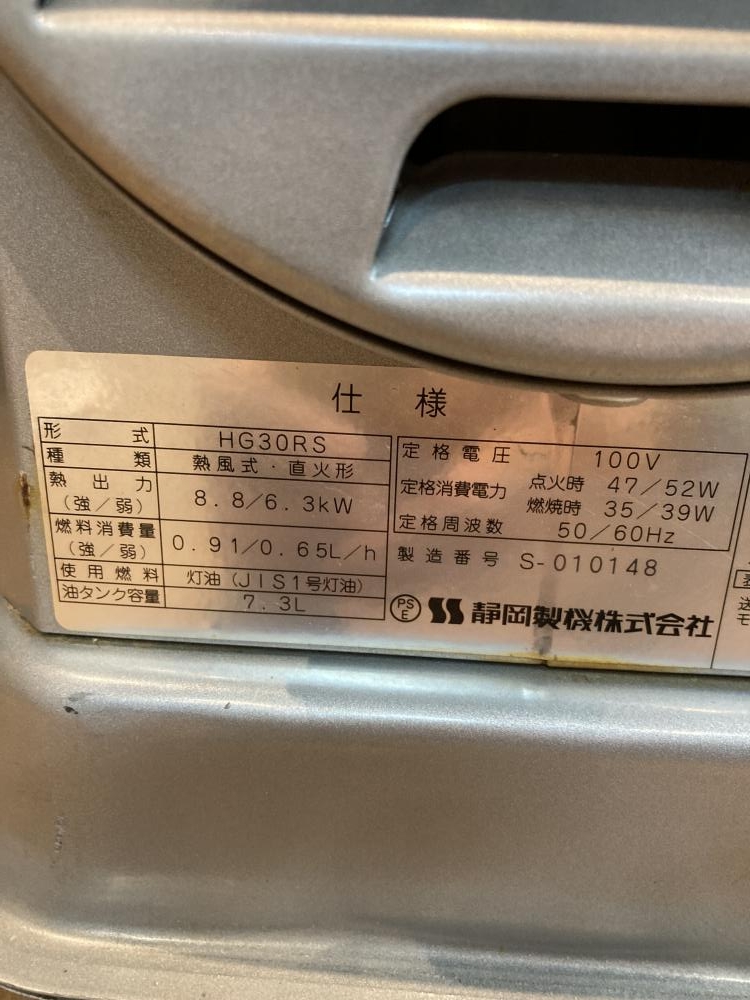 仕様
形式 HG30RS
種類 熱風式・直火形
熱出力(強/弱) 8.8/6.3kW
燃料消費量(強/弱) 0.91/0.65L/h
使用燃料 灯油(JIS1号灯油)
油タンク容量 7.3L
定格電圧 100V
定格消費電力 点火時 47/52W
燃焼時 35/39W
定格周波数 50/60Hz
製造番号 S-010148
PSE 静岡製機株式会社
送
モ